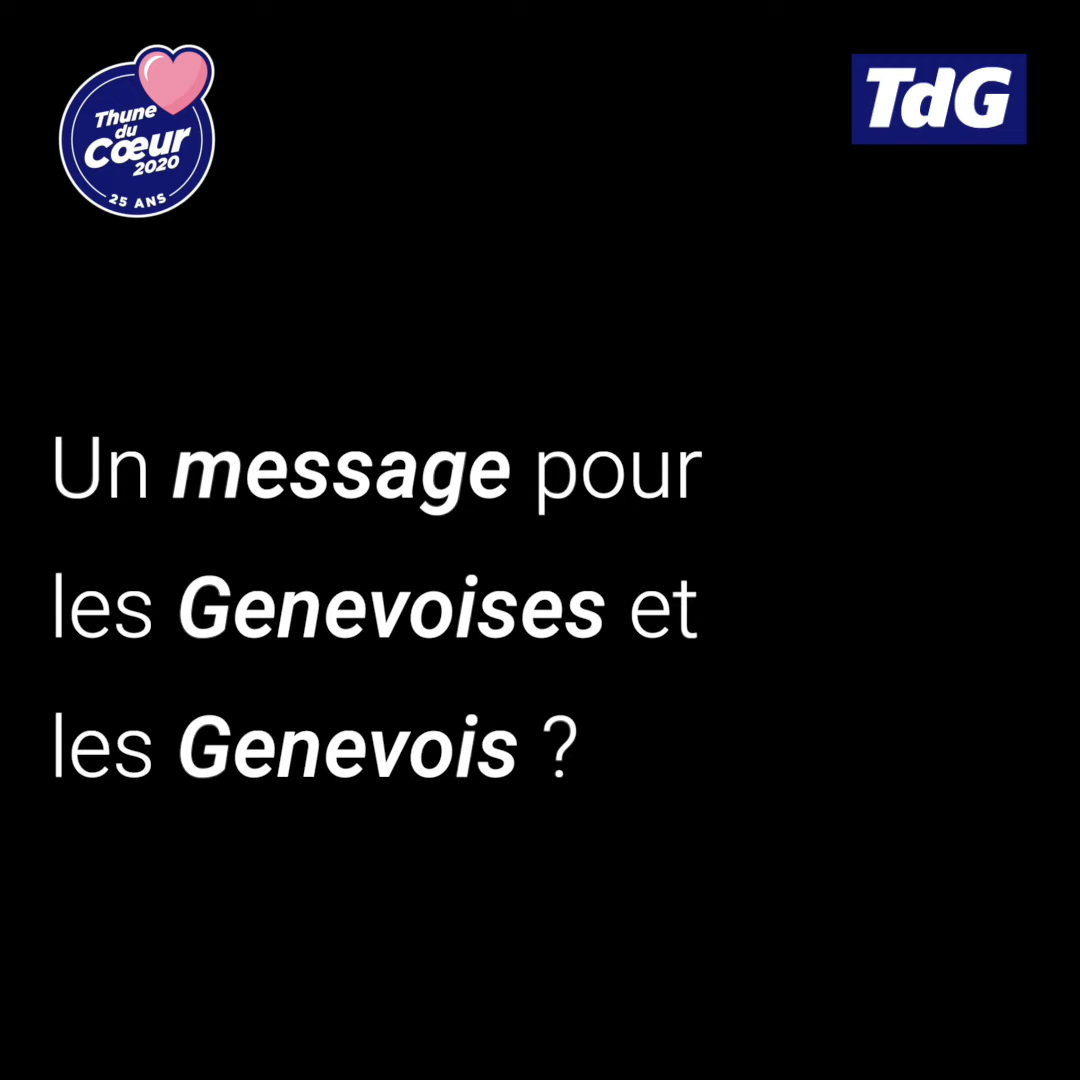 Thune
du
Cœur
2020
25 ANS
TdG
Un message pour
les Genevoises et
les Genevois ?